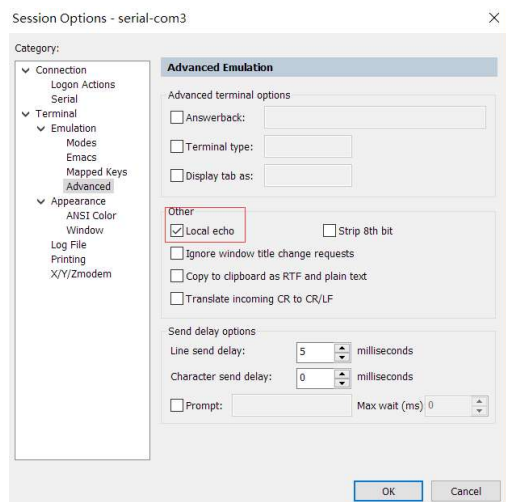 Session Options - serial-com3
Category:
Connection
Logon Actions
Serial
Terminal
Emulation
Modes
Emacs
Mapped Keys
Advanced
Appearance
ANSI Color
Window
Log File
Printing
X/Y/Zmodem
Advanced Emulation
Advanced terminal options
Answerback:
Terminal type:
Display tab as:
Other
Local echo Strip 8th bit
Ignore window title change requests
Copy to clipboard as RTF and plain text
Translate incoming CR to CR/LF
Send delay options
Line send delay: 5 milliseconds
Character send delay: 0 milliseconds
Prompt: Max wait (ms) 0
OK Cancel